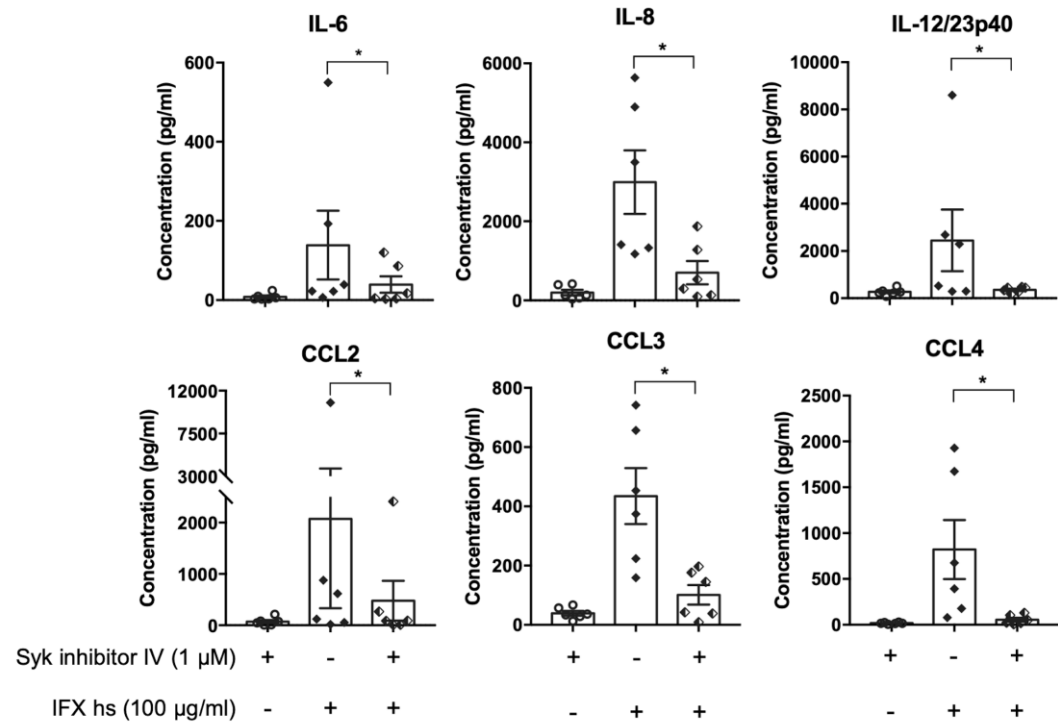 IL-6
IL-8
IL-12/23p40
Concentration (pg/ml)
600
400
200
0
*
Concentration (pg/ml)
6000
4000
2000
0
*
Concentration (pg/ml)
10000
8000
6000
4000
2000
0
*
CCL2
CCL3
CCL4
Concentration (pg/ml)
12000
7500
3000
2000
1000
0
*
Concentration (pg/ml)
800
600
400
200
0
*
Concentration (pg/ml)
2500
2000
1500
1000
500
0
*
Syk inhibitor IV (1 µM) + - + + - + + - +
IFX hs (100 µg/ml) - + + - + + - + +